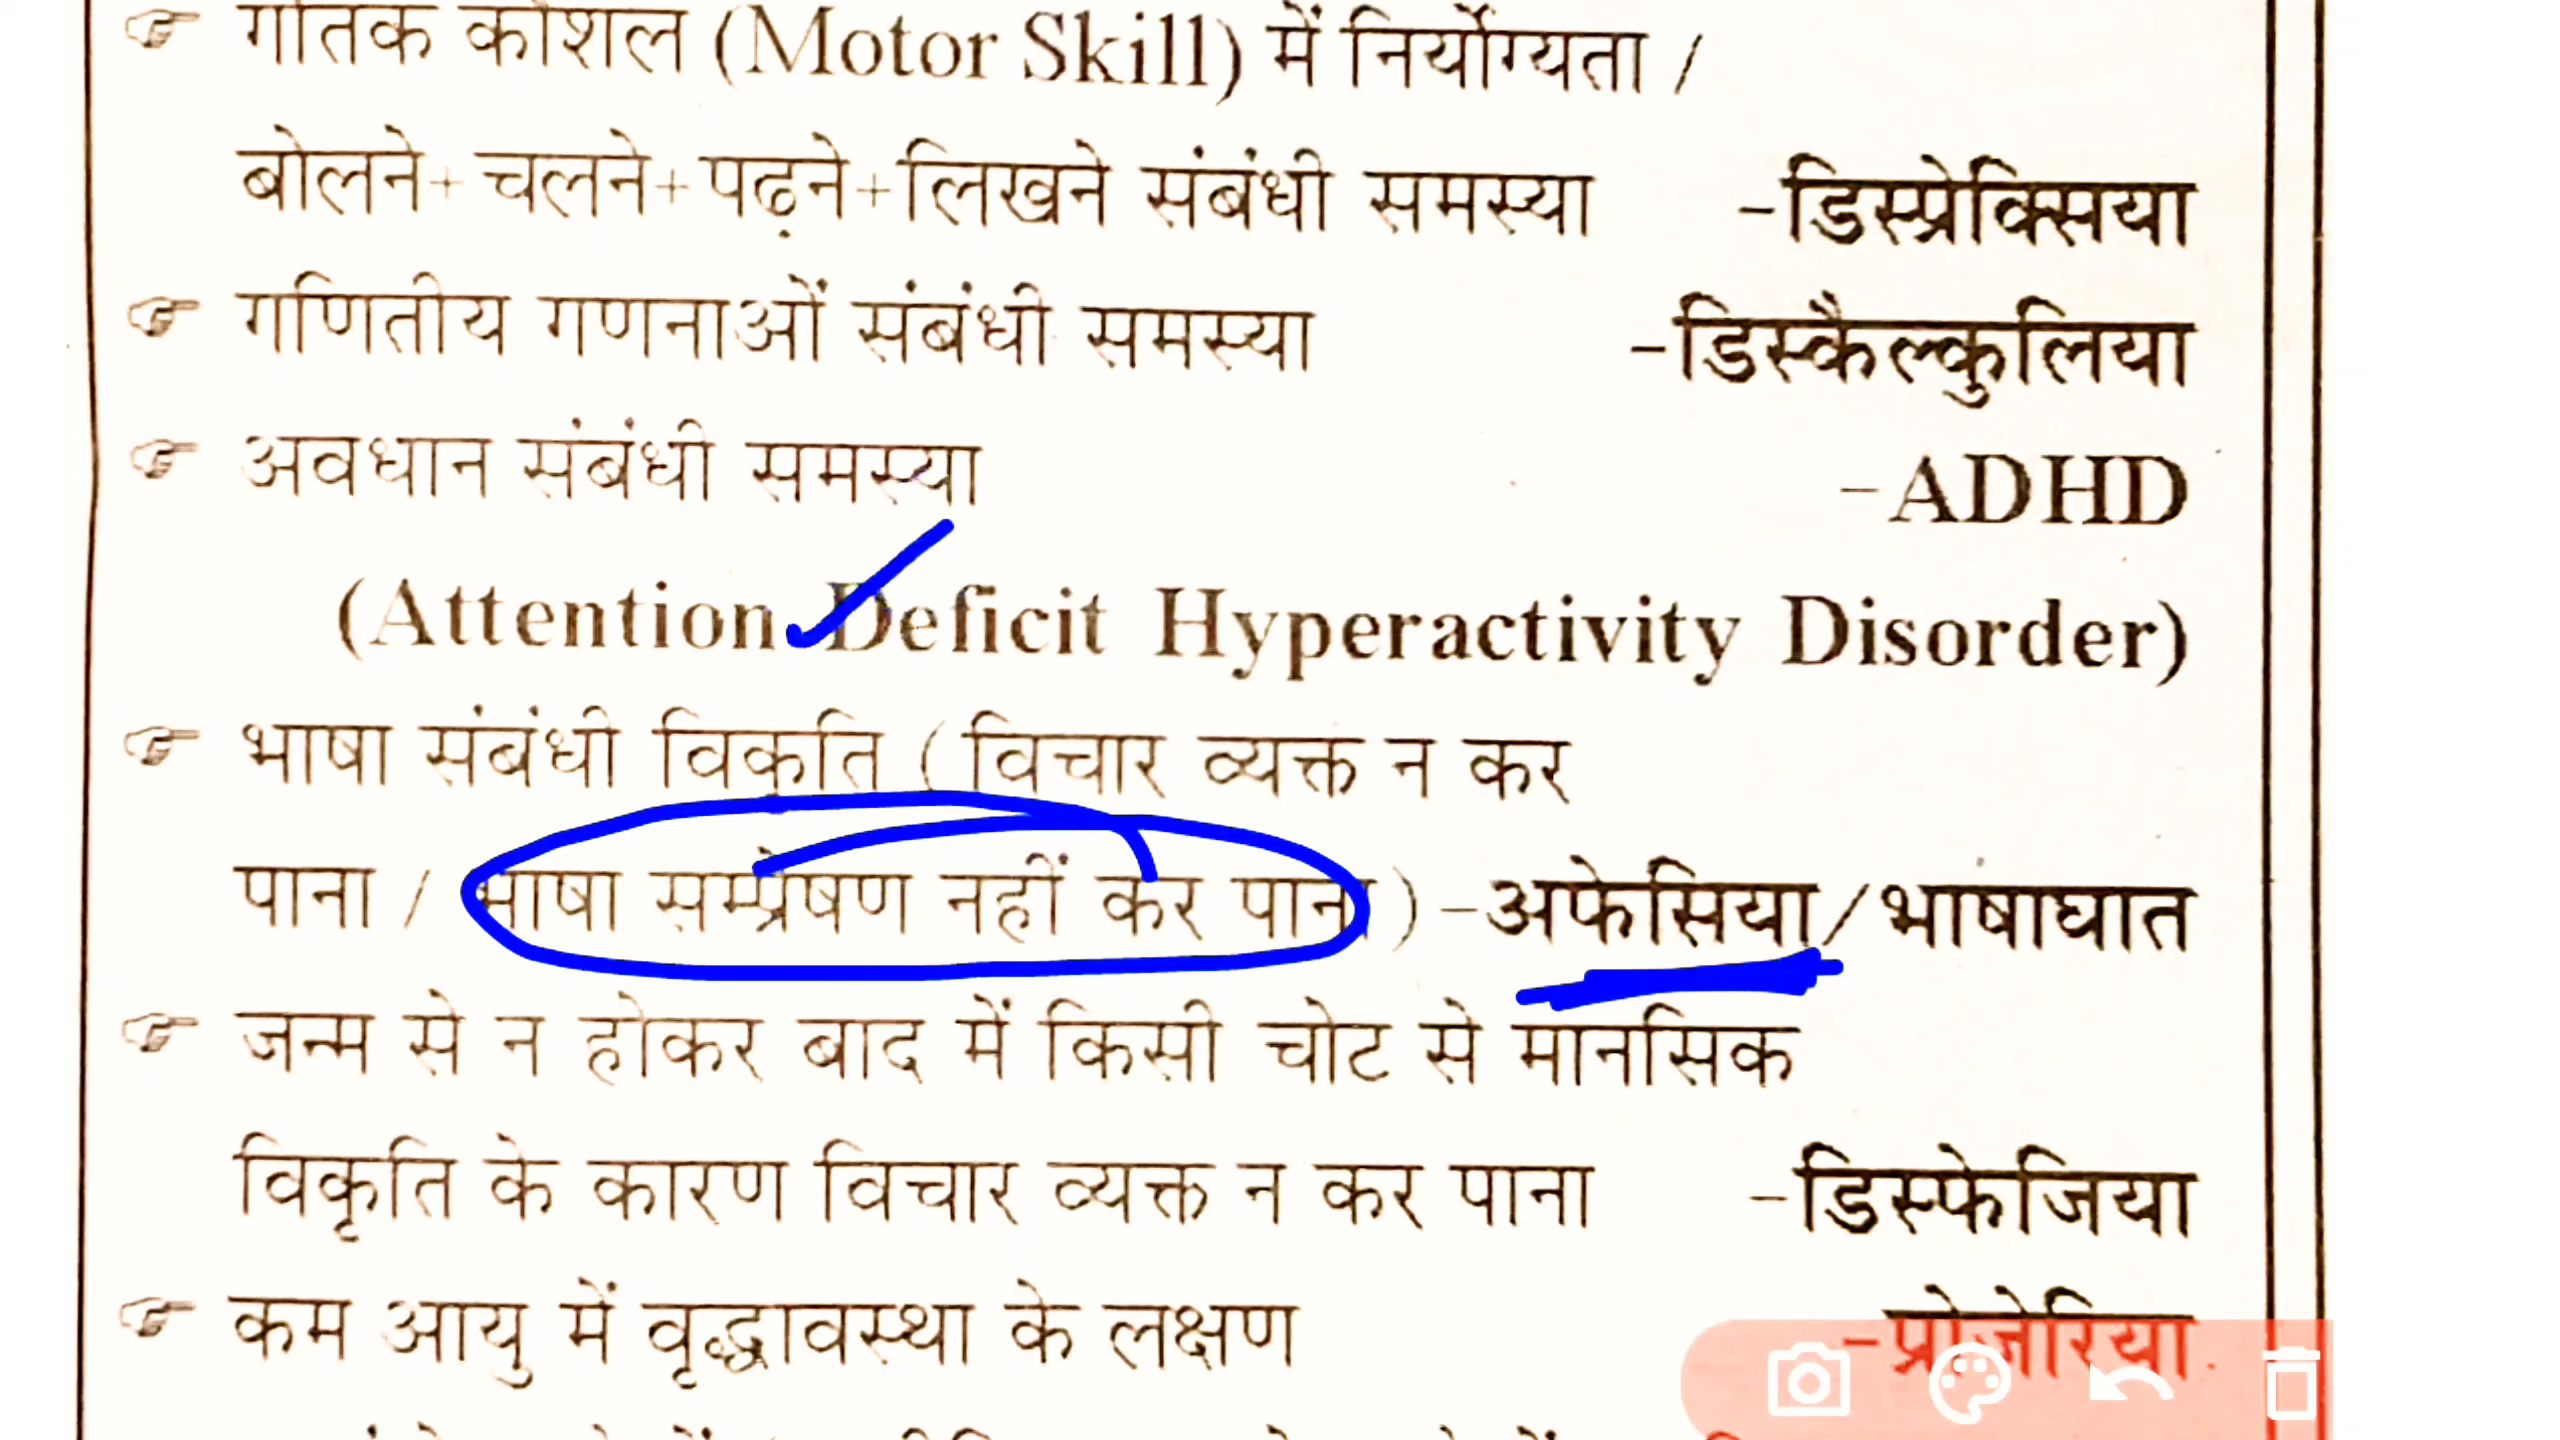 ☞ गतिक कौशल (Motor Skill) में निर्योग्यता /
बोलने+चलने+पढ़ने+लिखने संबंधी समस्या -डिस्प्रेक्सिया
☞ गणितीय गणनाओं संबंधी समस्या -डिस्कैल्कुलिया
☞ अवधान संबंधी समस्या -ADHD
(Attention Deficit Hyperactivity Disorder)
☞ भाषा संबंधी विकृति (विचार व्यक्त न कर
पाना / भाषा सम्प्रेषण नहीं कर पाना) -अफेसिया/भाषाघात
☞ जन्म से न होकर बाद में किसी चोट से मानसिक
विकृति के कारण विचार व्यक्त न कर पाना -डिस्फेजिया
☞ कम आयु में वृद्धावस्था के लक्षण -प्रोजेरिया